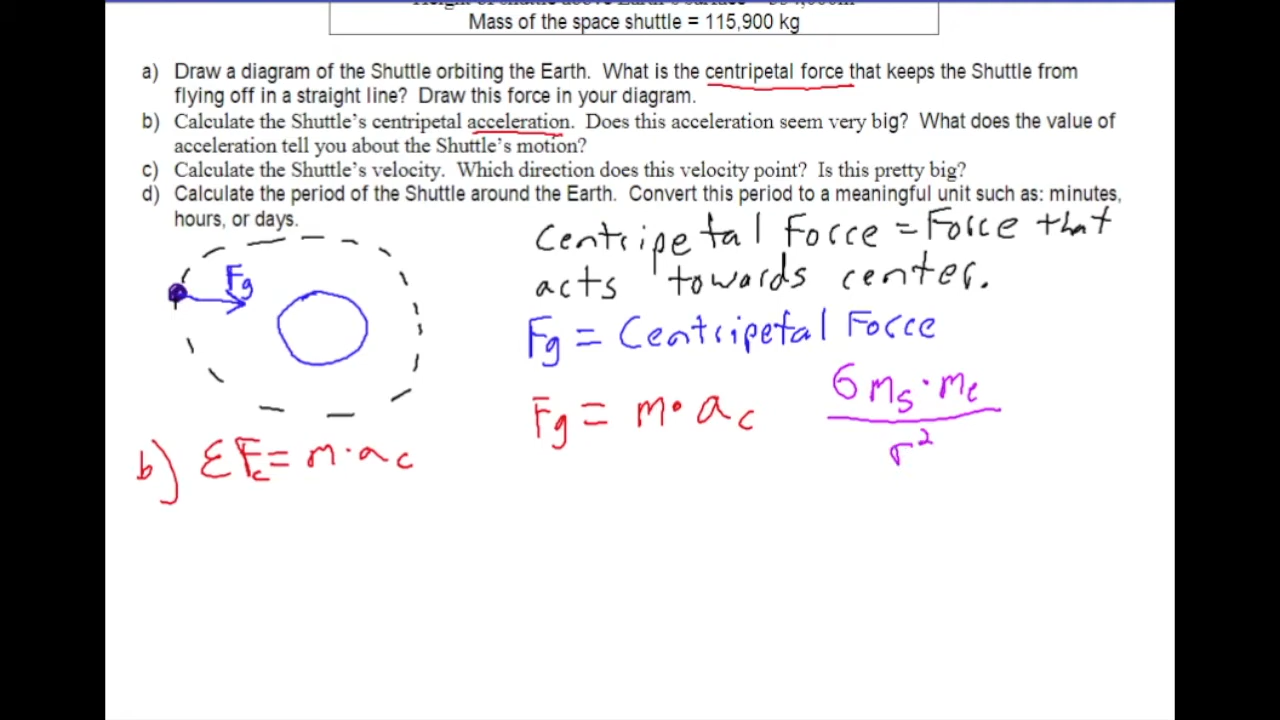 Mass of the space shuttle = 115,900 kg
a) Draw a diagram of the Shuttle orbiting the Earth. What is the centripetal force that keeps the Shuttle from
flying off in a straight line? Draw this force in your diagram.
b) Calculate the Shuttle's centripetal acceleration. Does this acceleration seem very big? What does the value of
acceleration tell you about the Shuttle's motion?
c) Calculate the Shuttle's velocity. Which direction does this velocity point? Is this pretty big?
d) Calculate the period of the Shuttle around the Earth. Convert this period to a meaningful unit such as: minutes,
hours, or days.
Centripetal Force = Force that
acts towards center.
Fg
Fg = Centripetal Force
Fg = m · ac
G ms · me
r²
b) ΣFc = m · ac